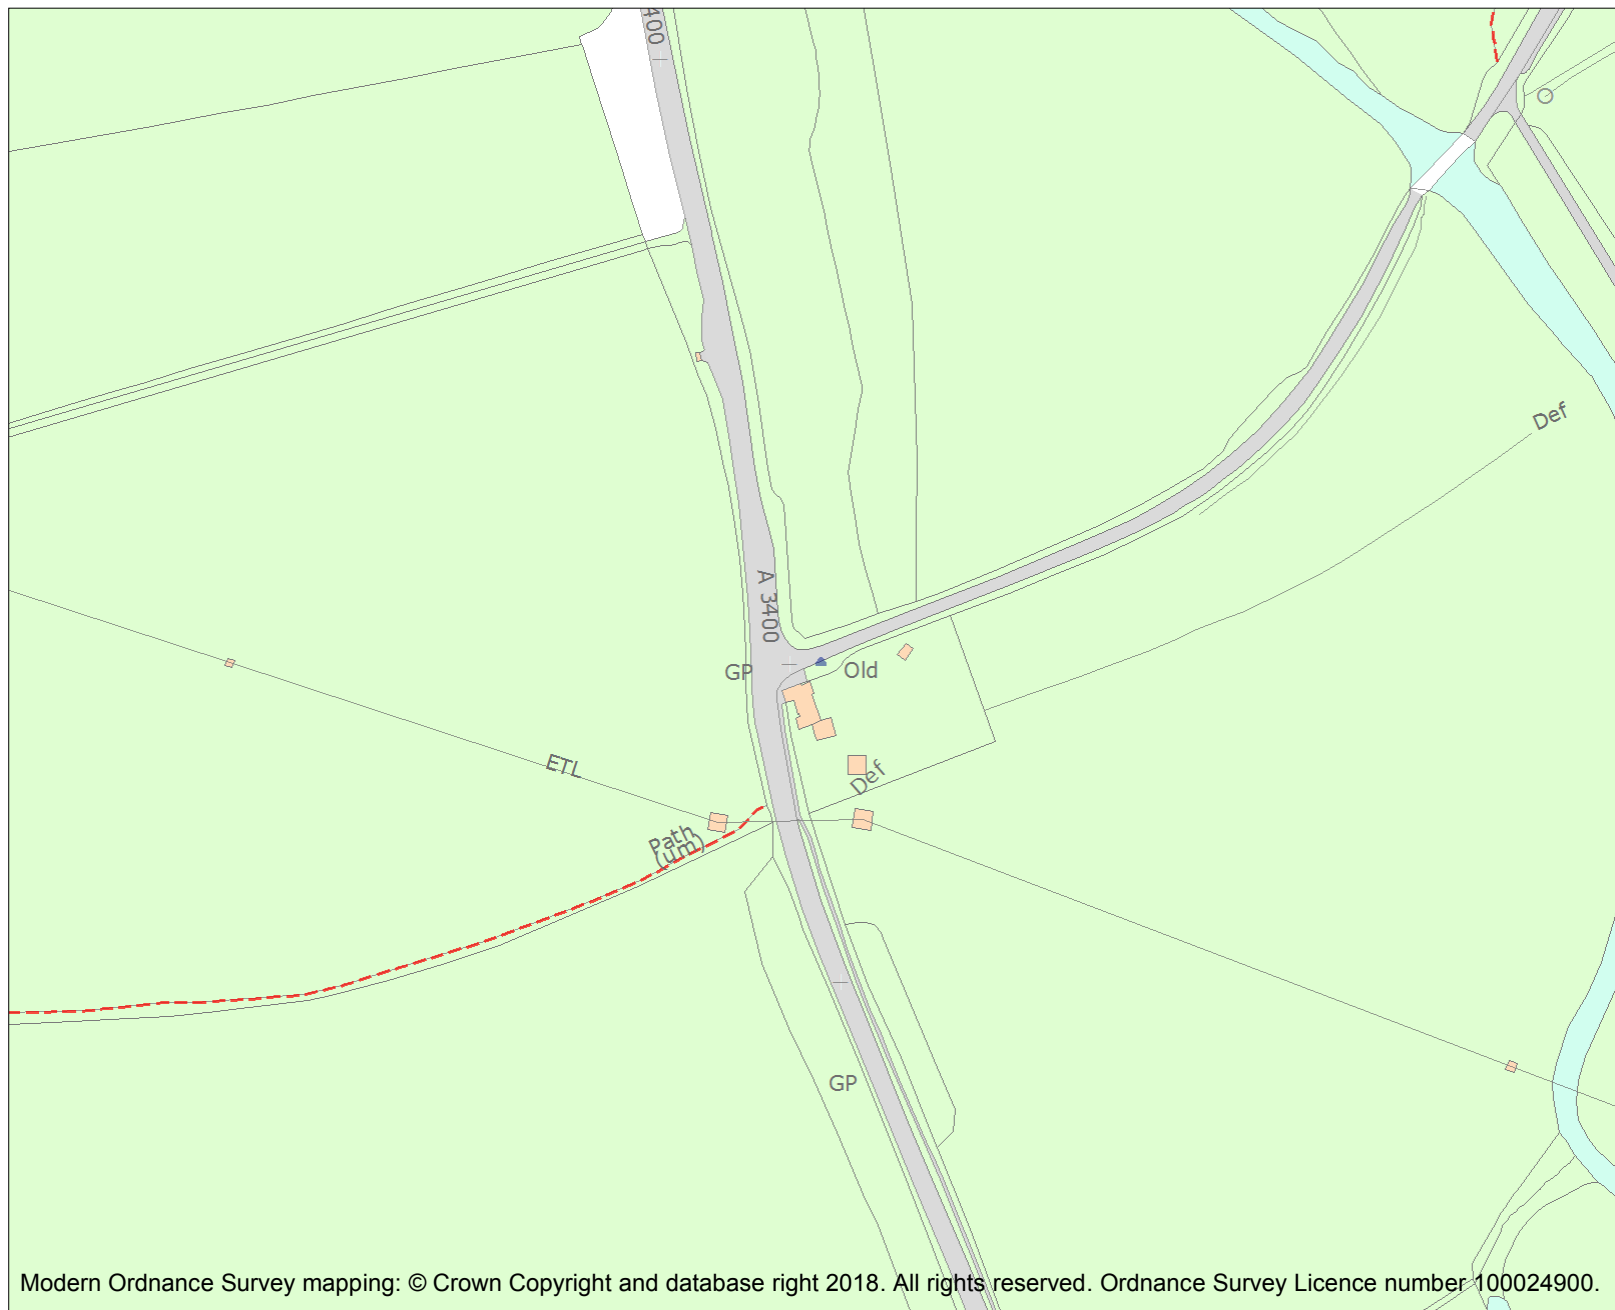 400
Def
A 3400
GP
Old
ETL
Def
Path
(um)
GP
Modern Ordnance Survey mapping: © Crown Copyright and database right 2018. All rights reserved. Ordnance Survey Licence number 100024900.